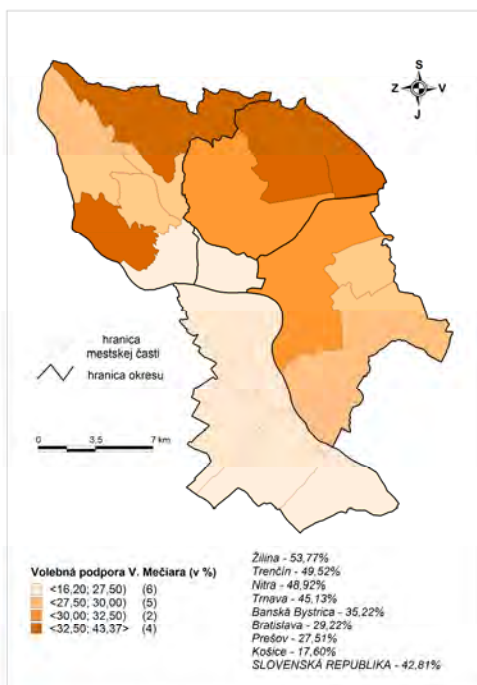 S
Z V
J
hranica
mestskej časti
hranica okresu
0 3,5 7 km
Volebná podpora V. Mečiara (v %)
<16,20; 27,50) (6)
<27,50; 30,00) (5)
<30,00; 32,50) (2)
<32,50; 43,37> (4)
Žilina - 53,77%
Trenčín - 49,52%
Nitra - 48,92%
Trnava - 45,13%
Banská Bystrica - 35,22%
Bratislava - 29,22%
Prešov - 27,51%
Košice - 17,60%
SLOVENSKÁ REPUBLIKA - 42,81%